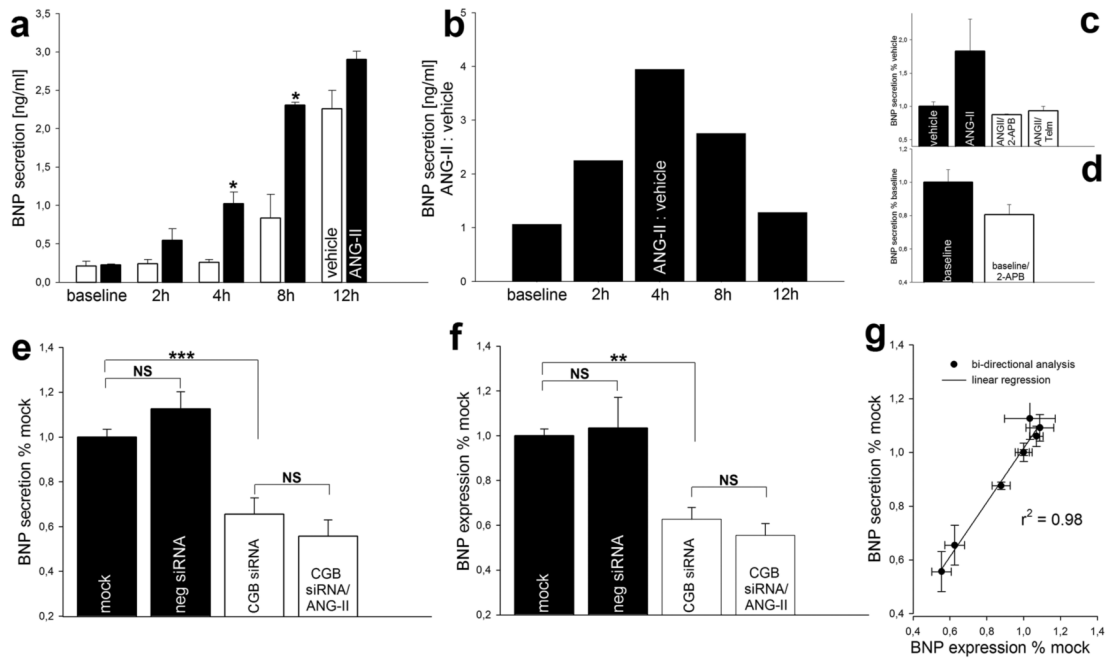 a
BNP secretion [ng/ml]
3,5
3,0
2,5
2,0
1,5
1,0
0,5
0,0
*
*
vehicle
ANG-II
baseline
2h
4h
8h
12h
b
BNP secretion [ng/ml]
ANG-II : vehicle
5
4
3
2
1
0
ANG-II : vehicle
baseline
2h
4h
8h
12h
c
BNP secretion % vehicle
2,0
1,5
1,0
0,5
vehicle
ANG-II
ANGII/
2-APB
ANGII/
Telm
d
BNP secretion % baseline
1,2
1,0
0,8
0,6
0,4
baseline
baseline/
2-APB
e
BNP secretion % mock
1,4
1,2
1,0
0,8
0,6
0,4
0,2
***
NS
NS
mock
neg siRNA
CGB siRNA
CGB
siRNA/
ANG-II
f
BNP expression % mock
1,4
1,2
1,0
0,8
0,6
0,4
0,2
**
NS
NS
mock
neg siRNA
CGB siRNA
CGB
siRNA/
ANG-II
g
bi-directional analysis
linear regression
BNP secretion % mock
1,4
1,2
1,0
0,8
0,6
0,4
r² = 0.98
0,4
0,6
0,8
1,0
1,2
1,4
BNP expression % mock